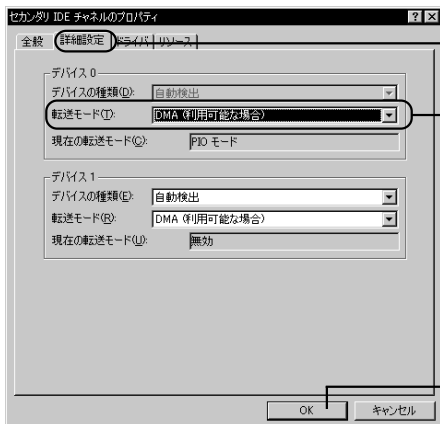 セカンダリ IDE チャネルのプロパティ
全般 詳細設定 ドライバ リソース
デバイス 0
デバイスの種類(D): 自動検出
転送モード(T): DMA (利用可能な場合)
現在の転送モード(C): PIO モード
デバイス 1
デバイスの種類(E): 自動検出
転送モード(R): DMA (利用可能な場合)
現在の転送モード(U): 無効
OK キャンセル